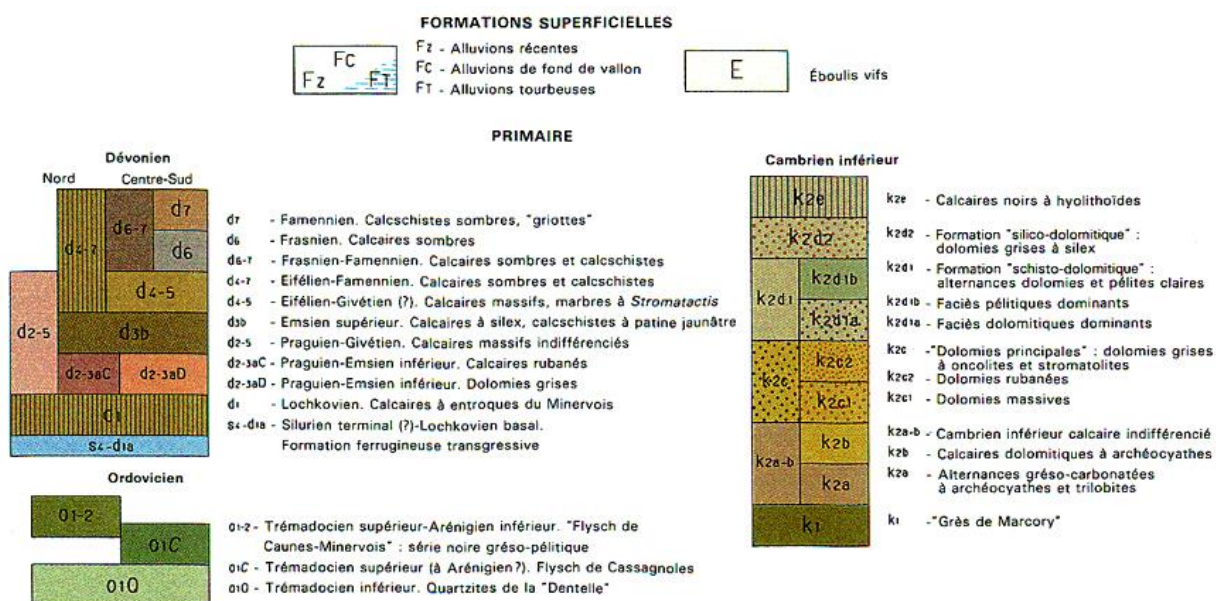 FORMATIONS SUPERFICIELLES
FC
FZ
FT
FZ - Alluvions récentes
FC - Alluvions de fond de vallon
FT - Alluvions tourbeuses
E
Éboulis vifs
PRIMAIRE
Dévonien
Nord
Centre-Sud
d7
d6-7
d4-7
d6
d4-5
d2-5
d3b
d2-3aC
d2-3aD
d1
s4-d1a
d7 - Famennien. Calcschistes sombres, "griottes"
d6 - Frasnien. Calcaires sombres
d6-7 - Frasnien-Famennien. Calcaires sombres et calcschistes
d4-7 - Eifélien-Famennien. Calcaires sombres et calcschistes
d4-5 - Eifélien-Givétien (?). Calcaires massifs, marbres à Stromatactis
d3b - Emsien supérieur. Calcaires à silex, calcschistes à patine jaunâtre
d2-5 - Praguien-Givétien. Calcaires massifs indifférenciés
d2-3aC - Praguien-Emsien inférieur. Calcaires rubanés
d2-3aD - Praguien-Emsien inférieur. Dolomies grises
d1 - Lochkovien. Calcaires à entroques du Minervois
s4-d1a - Silurien terminal (?)-Lochkovien basal.
Formation ferrugineuse transgressive
Ordovicien
o1-2
o1C
o1Q
o1-2 - Trémadocien supérieur-Arénigien inférieur. "Flysch de
Caunes-Minervois" : série noire gréso-pélitique
o1C - Trémadocien supérieur (à Arénigien?). Flysch de Cassagnoles
o1Q - Trémadocien inférieur. Quartzites de la "Dentelle"
Cambrien inférieur
k2e
k2d2
k2d1
k2d1b
k2d1a
k2c
k2c2
k2c1
k2a-b
k2b
k2a
k1
k2e - Calcaires noirs à hyolithoïdes
k2d2 - Formation "silico-dolomitique" :
dolomies grises à silex
k2d1 - Formation "schisto-dolomitique" :
alternances dolomies et pélites claires
k2d1b - Faciès pélitiques dominants
k2d1a - Faciès dolomitiques dominants
k2c -"Dolomies principales" : dolomies grises
à oncolites et stromatolites
k2c2 - Dolomies rubanées
k2c1 - Dolomies massives
k2a-b - Cambrien inférieur calcaire indifférencié
k2b - Calcaires dolomitiques à archéocyathes
k2a - Alternances gréso-carbonatées
à archéocyathes et trilobites
k1 -"Grès de Marcory"